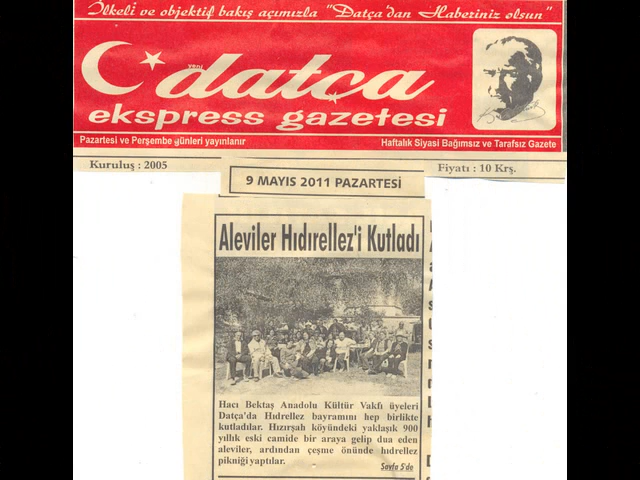 İlkeli ve objektif bakış açımızla "Datça'dan Haberiniz olsun"
yeni datça
ekspress gazetesi
Pazartesi ve Perşembe günleri yayınlanır
Haftalık Siyasi Bağımsız ve Tarafsız Gazete
Kuruluş : 2005
Fiyatı : 10 Krş.
9 MAYIS 2011 PAZARTESİ
Aleviler Hıdırellez'i Kutladı
Hacı Bektaş Anadolu Kültür Vakfı üyeleri
Datça'da Hıdrellez bayramını hep birlikte
kutladılar. Hızırşah köyündeki yaklaşık 900
yıllık eski camide bir araya gelip dua eden
aleviler, ardından çeşme önünde hıdrellez
pikniği yaptılar.
Sayfa 5'de